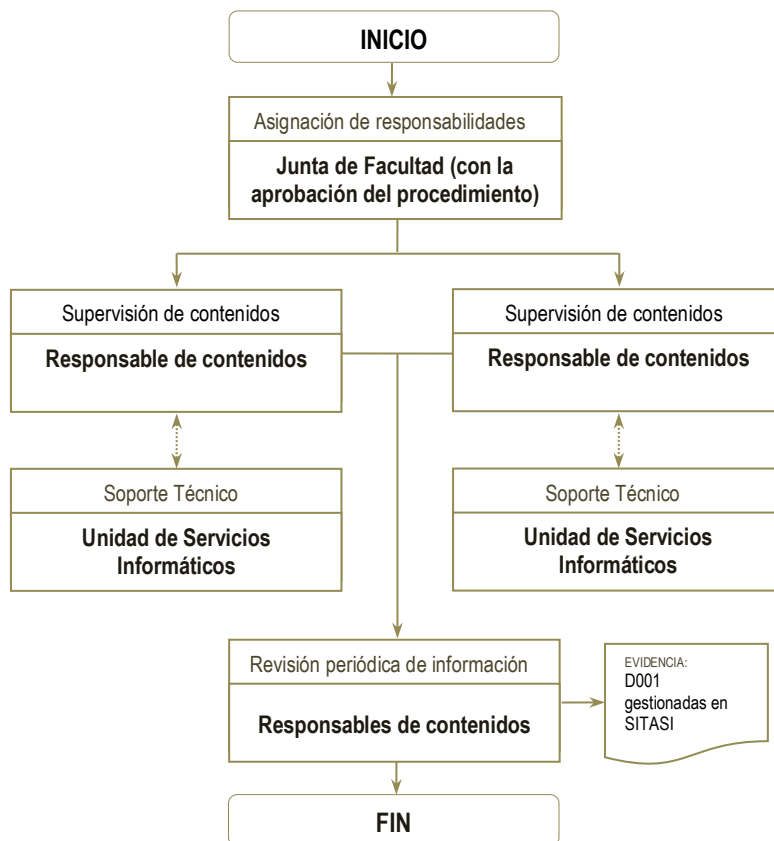 INICIO
Asignación de responsabilidades
Junta de Facultad (con la
aprobación del procedimiento)
Supervisión de contenidos
Responsable de contenidos
Supervisión de contenidos
Responsable de contenidos
Soporte Técnico
Unidad de Servicios
Informáticos
Soporte Técnico
Unidad de Servicios
Informáticos
Revisión periódica de información
Responsables de contenidos
EVIDENCIA:
D001
gestionadas en
SITASI
FIN